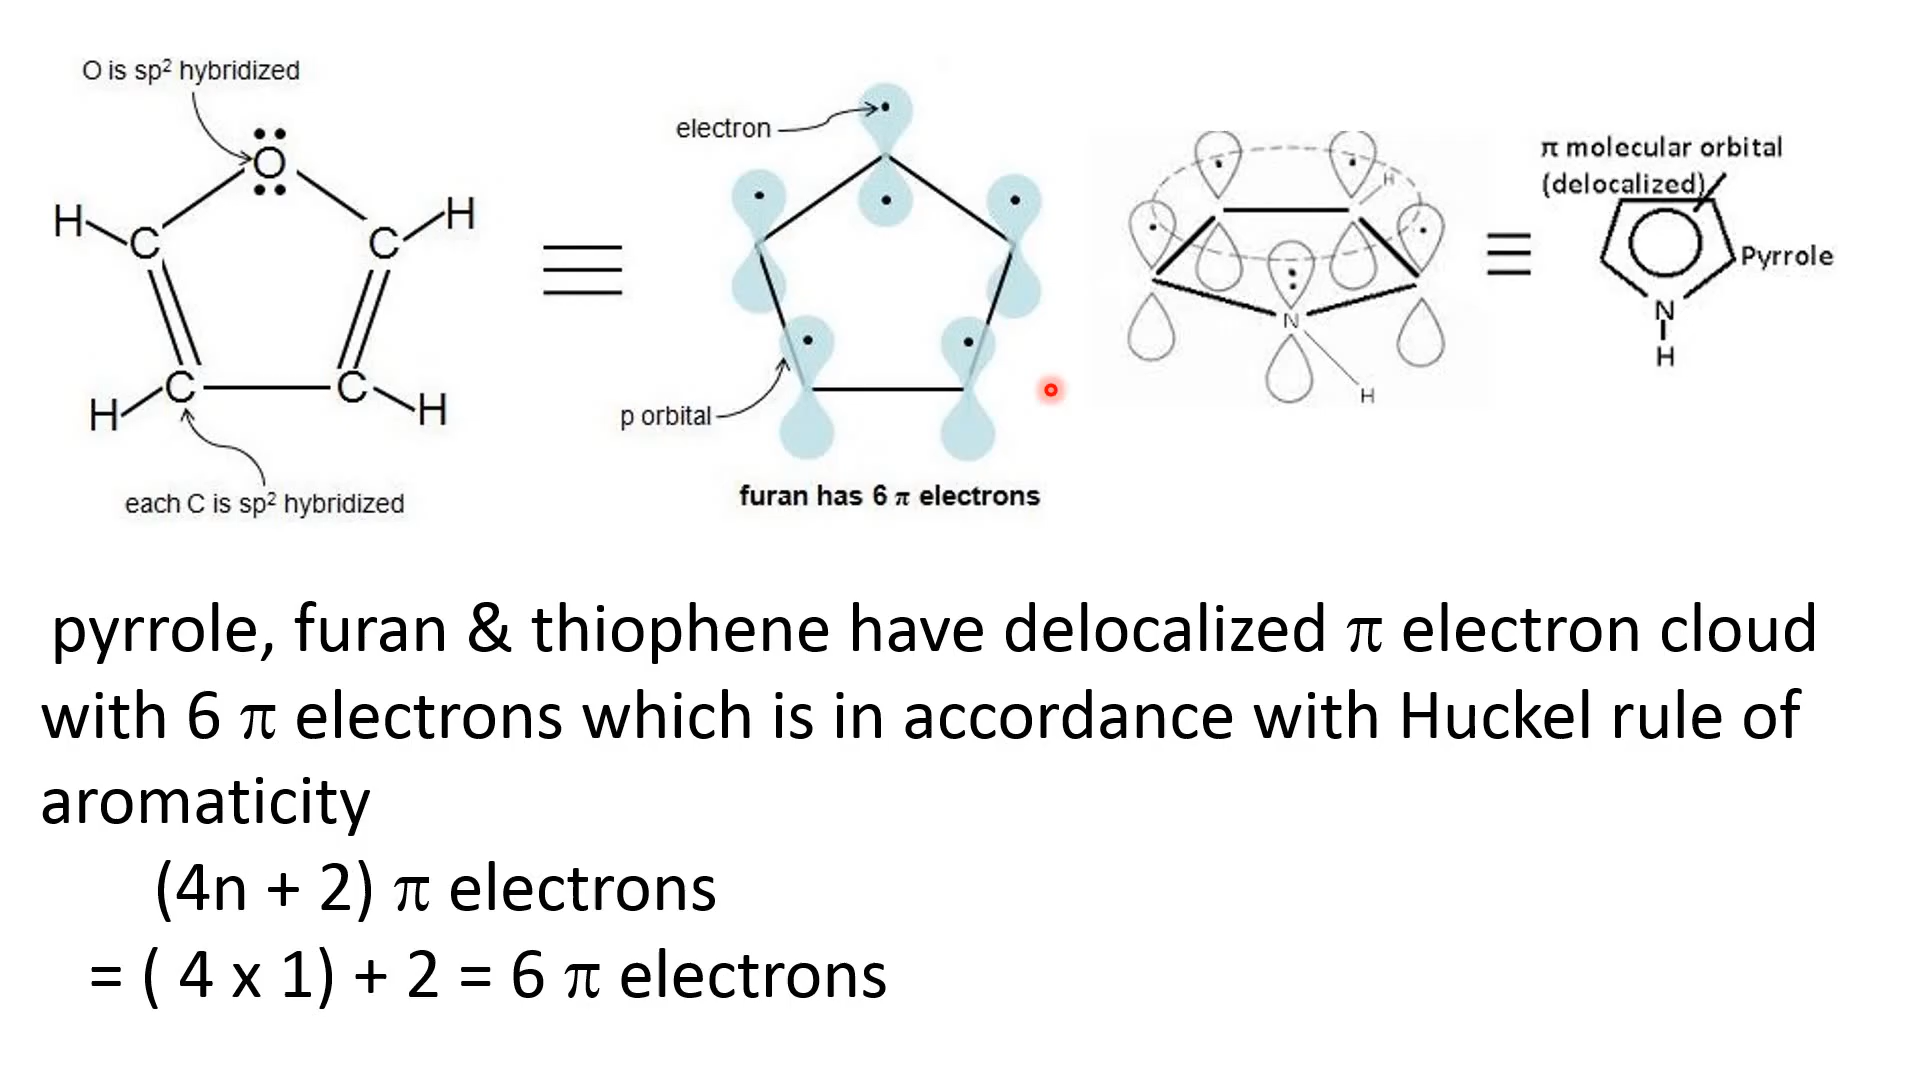 O is sp² hybridized
O
H
C
C
H
H
C
C
H
each C is sp² hybridized
electron
p orbital
furan has 6 π electrons
H
N
H
π molecular orbital
(delocalized)
Pyrrole
N
H
pyrrole, furan & thiophene have delocalized π electron cloud
with 6 π electrons which is in accordance with Huckel rule of
aromaticity
(4n + 2) π electrons
= ( 4 x 1) + 2 = 6 π electrons